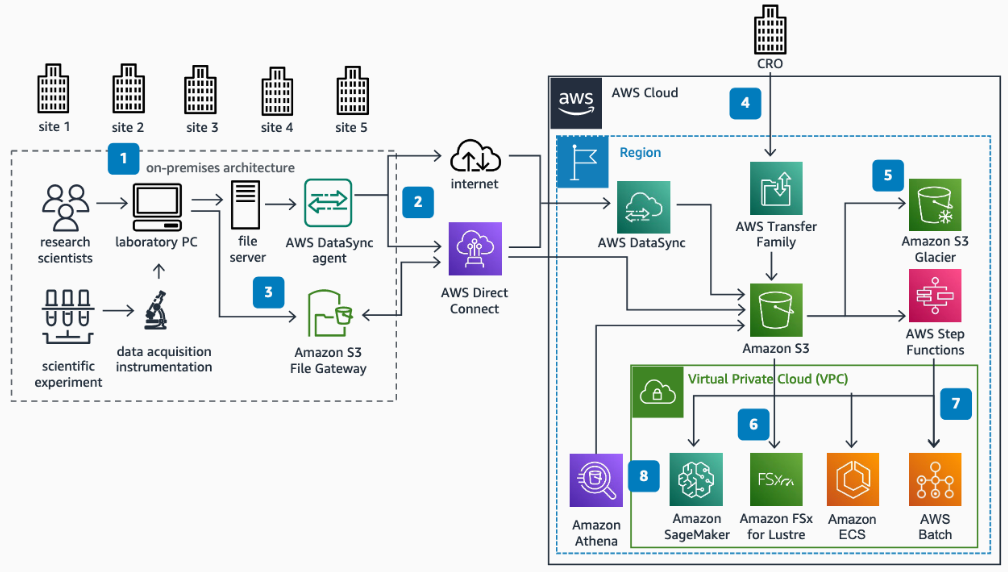 CRO
site 1
site 2
site 3
site 4
site 5
aws
AWS Cloud
4
1
on-premises architecture
Region
research
scientists
laboratory PC
file
server
AWS DataSync
agent
2
internet
AWS DataSync
AWS Transfer
Family
5
Amazon S3
Glacier
3
AWS Direct
Connect
scientific
experiment
data acquisition
instrumentation
Amazon S3
File Gateway
Amazon S3
AWS Step
Functions
Virtual Private Cloud (VPC)
6
7
8
FSx
Amazon
Athena
Amazon
SageMaker
Amazon FSx
for Lustre
Amazon
ECS
AWS
Batch